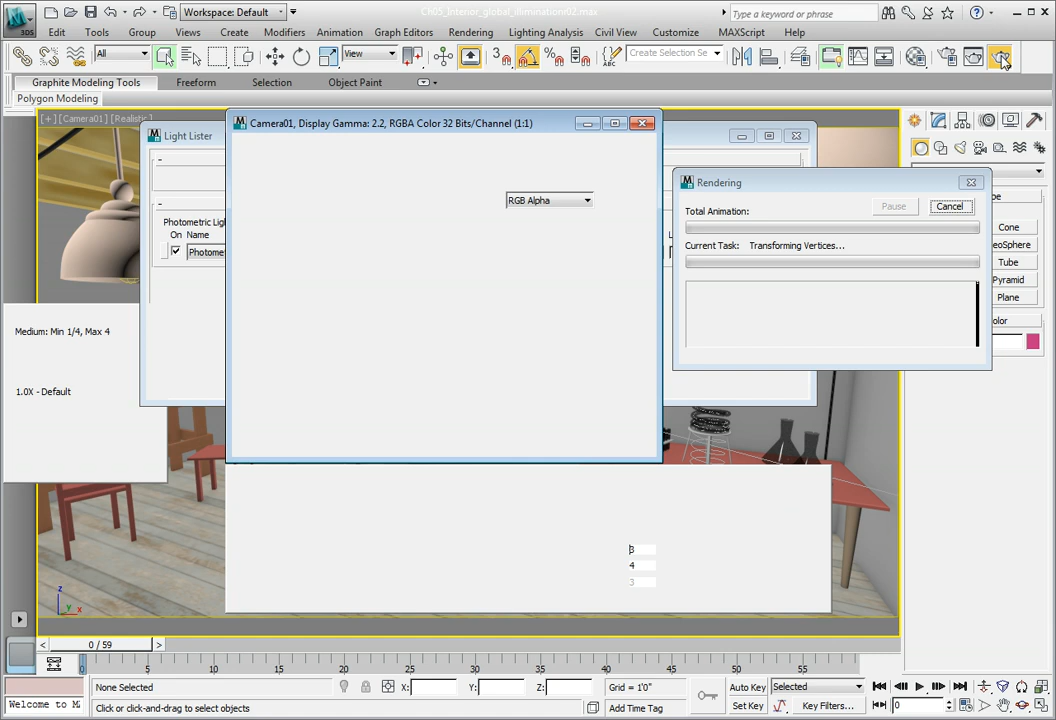 Workspace: Default
Ch05_Interior_global_illuminationr02.max
Type a keyword or phrase
3DS
Edit Tools Group Views Create Modifiers Animation Graph Editors Rendering Lighting Analysis Civil View Customize MAXScript Help
All View Create Selection Se
Graphite Modeling Tools Freeform Selection Object Paint
Polygon Modeling
[+] [Camera01] [Realistic]
Light Lister
Camera01, Display Gamma: 2.2, RGBA Color 32 Bits/Channel (1:1)
RGB Alpha
Rendering
Total Animation: Pause Cancel
Current Task: Transforming Vertices...
Photometric Lig
On Name
Photome
Cone
eoSphere
Tube
Pyramid
Plane
olor
Medium: Min 1/4, Max 4
1.0X - Default
3
4
3
z
y x
< 0 / 59 >
0 5 10 15 20 25 30 35 40 45 50 55
None Selected X: Y: Z: Grid = 1'0" Auto Key Selected
Welcome to M Click or click-and-drag to select objects Add Time Tag Set Key Key Filters... 0